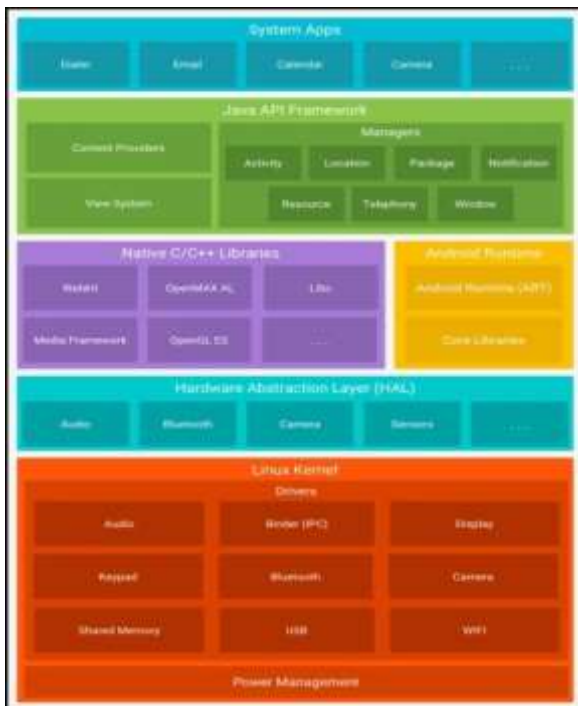 System Apps
Dialer Email Calendar Camera ...
Java API Framework
Managers
Content Providers
Activity Location Package Notification
View System
Resource Telephony Window
Native C/C++ Libraries
Android Runtime
Webkit OpenMAX AL Libc
Android Runtime (ART)
Media Framework OpenGL ES ...
Core Libraries
Hardware Abstraction Layer (HAL)
Audio Bluetooth Camera Sensors ...
Linux Kernel
Drivers
Audio Binder (IPC) Display
Keypad Bluetooth Camera
Shared Memory USB WIFI
Power Management